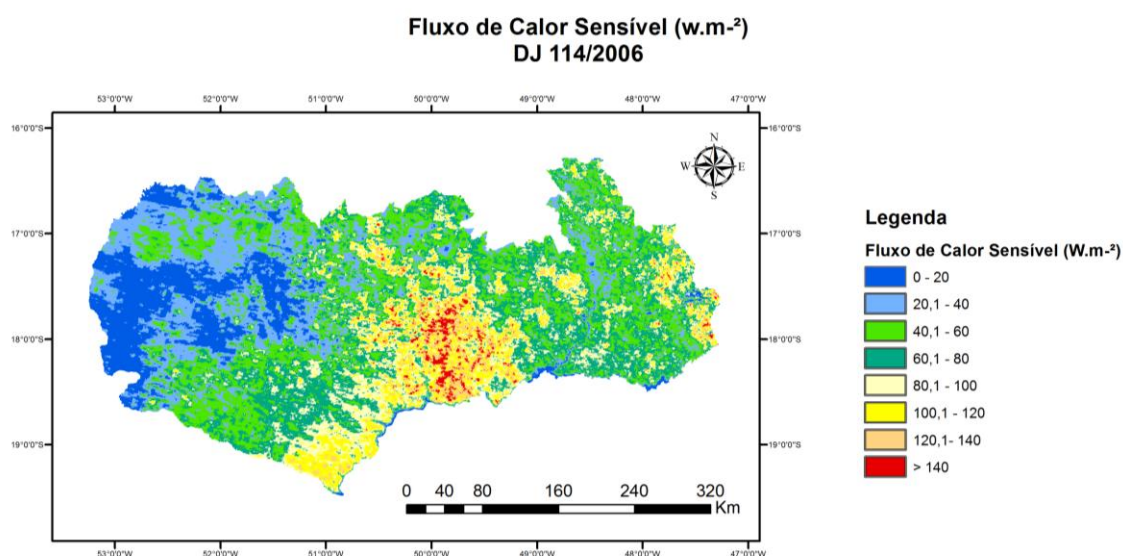 Fluxo de Calor Sensível (w.m-²)
DJ 114/2006
53°0'0"W 52°0'0"W 51°0'0"W 50°0'0"W 49°0'0"W 48°0'0"W 47°0'0"W
16°0'0"S 16°0'0"S
N
W E
S
17°0'0"S 17°0'0"S
18°0'0"S 18°0'0"S
19°0'0"S 19°0'0"S
0 20 40 80 160 240 320
Km
53°0'0"W 52°0'0"W 51°0'0"W 50°0'0"W 49°0'0"W 48°0'0"W 47°0'0"W
Legenda
Fluxo de Calor Sensível (W.m-²)
0 - 20
20,1 - 40
40,1 - 60
60,1 - 80
80,1 - 100
100,1 - 120
120,1- 140
> 140